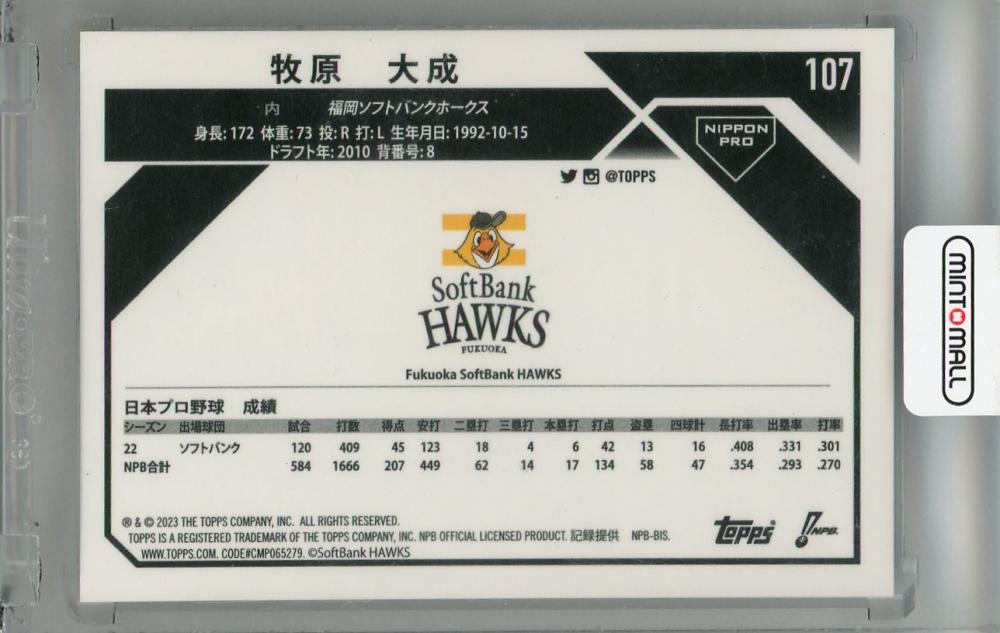 牧原 大成
107
内 福岡ソフトバンクホークス
身長: 172 体重: 73 投: R 打: L 生年月日: 1992-10-15
ドラフト年: 2010 背番号: 8
NIPPON
PRO
@TOPPS
SoftBank
HAWKS
FUKUOKA
Fukuoka SoftBank HAWKS
日本プロ野球 成績
シーズン 出場球団 試合 打数 得点 安打 二塁打 三塁打 本塁打 打点 盗塁 四球計 長打率 出塁率 打率
22 ソフトバンク 120 409 45 123 18 4 6 42 13 16 .408 .331 .301
NPB合計 584 1666 207 449 62 14 17 134 58 47 .354 .293 .270
® & © 2023 THE TOPPS COMPANY, INC. ALL RIGHTS RESERVED.
TOPPS IS A REGISTERED TRADEMARK OF THE TOPPS COMPANY, INC. NPB OFFICIAL LICENSED PRODUCT. 記録提供 NPB-BIS.
WWW.TOPPS.COM. CODE#CMP065279. ©SoftBank HAWKS
topps
NPB.
MINTMALL